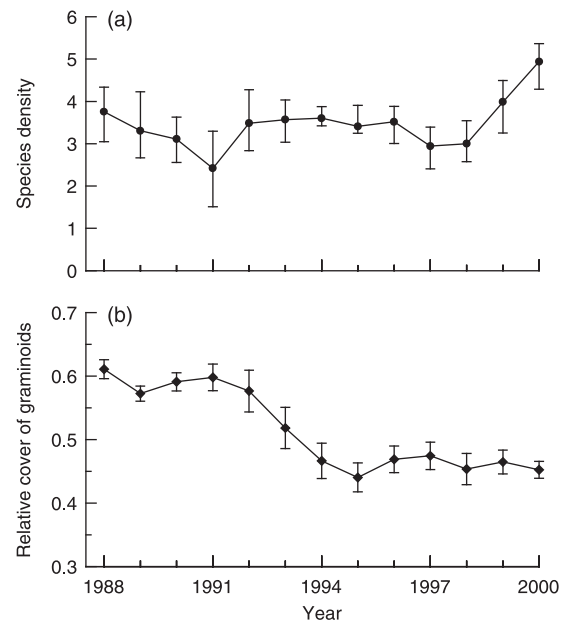 (a)
6
5
4
3
2
1
0
Species density
(b)
0.7
0.6
0.5
0.4
0.3
Relative cover of graminoids
1988 1991 1994 1997 2000
Year